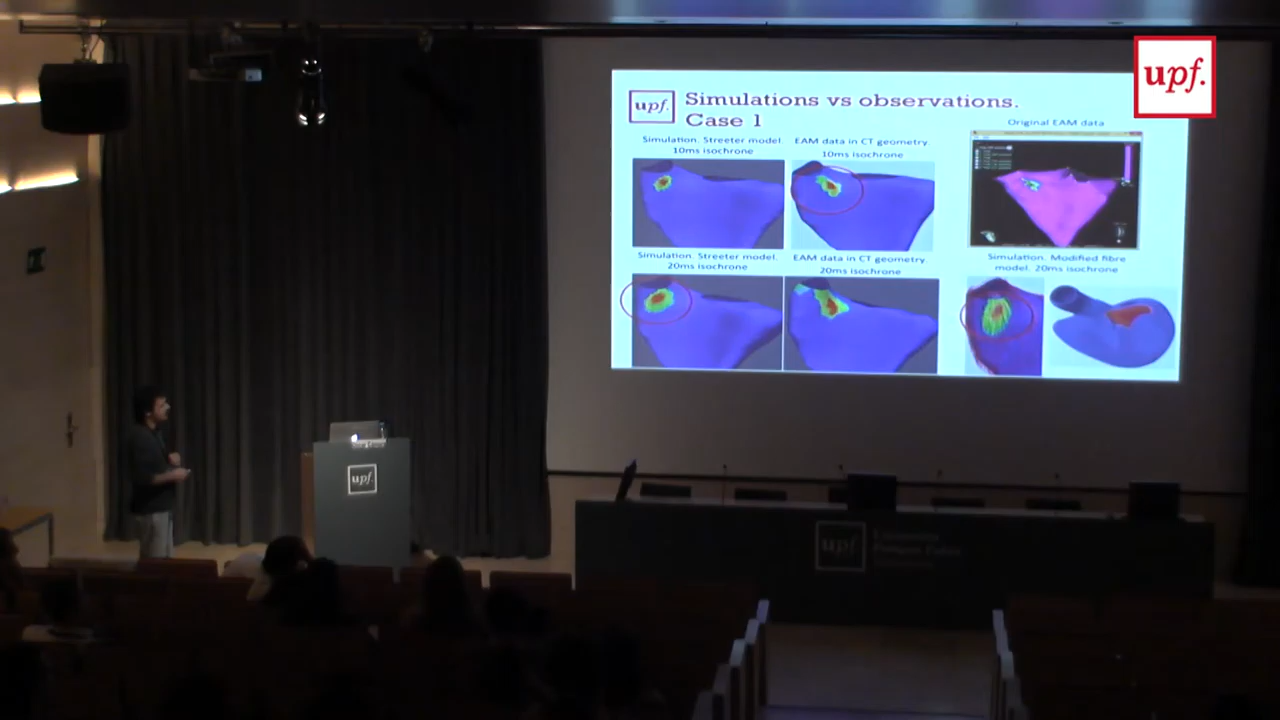 upf.
upf.
Simulations vs observations.
Case 1
Simulation. Streeter model.
10ms isochrone
EAM data in CT geometry.
10ms isochrone
Original EAM data
Simulation. Streeter model.
20ms isochrone
EAM data in CT geometry.
20ms isochrone
Simulation. Modified fibre
model. 20ms isochrone
upf.
upf.